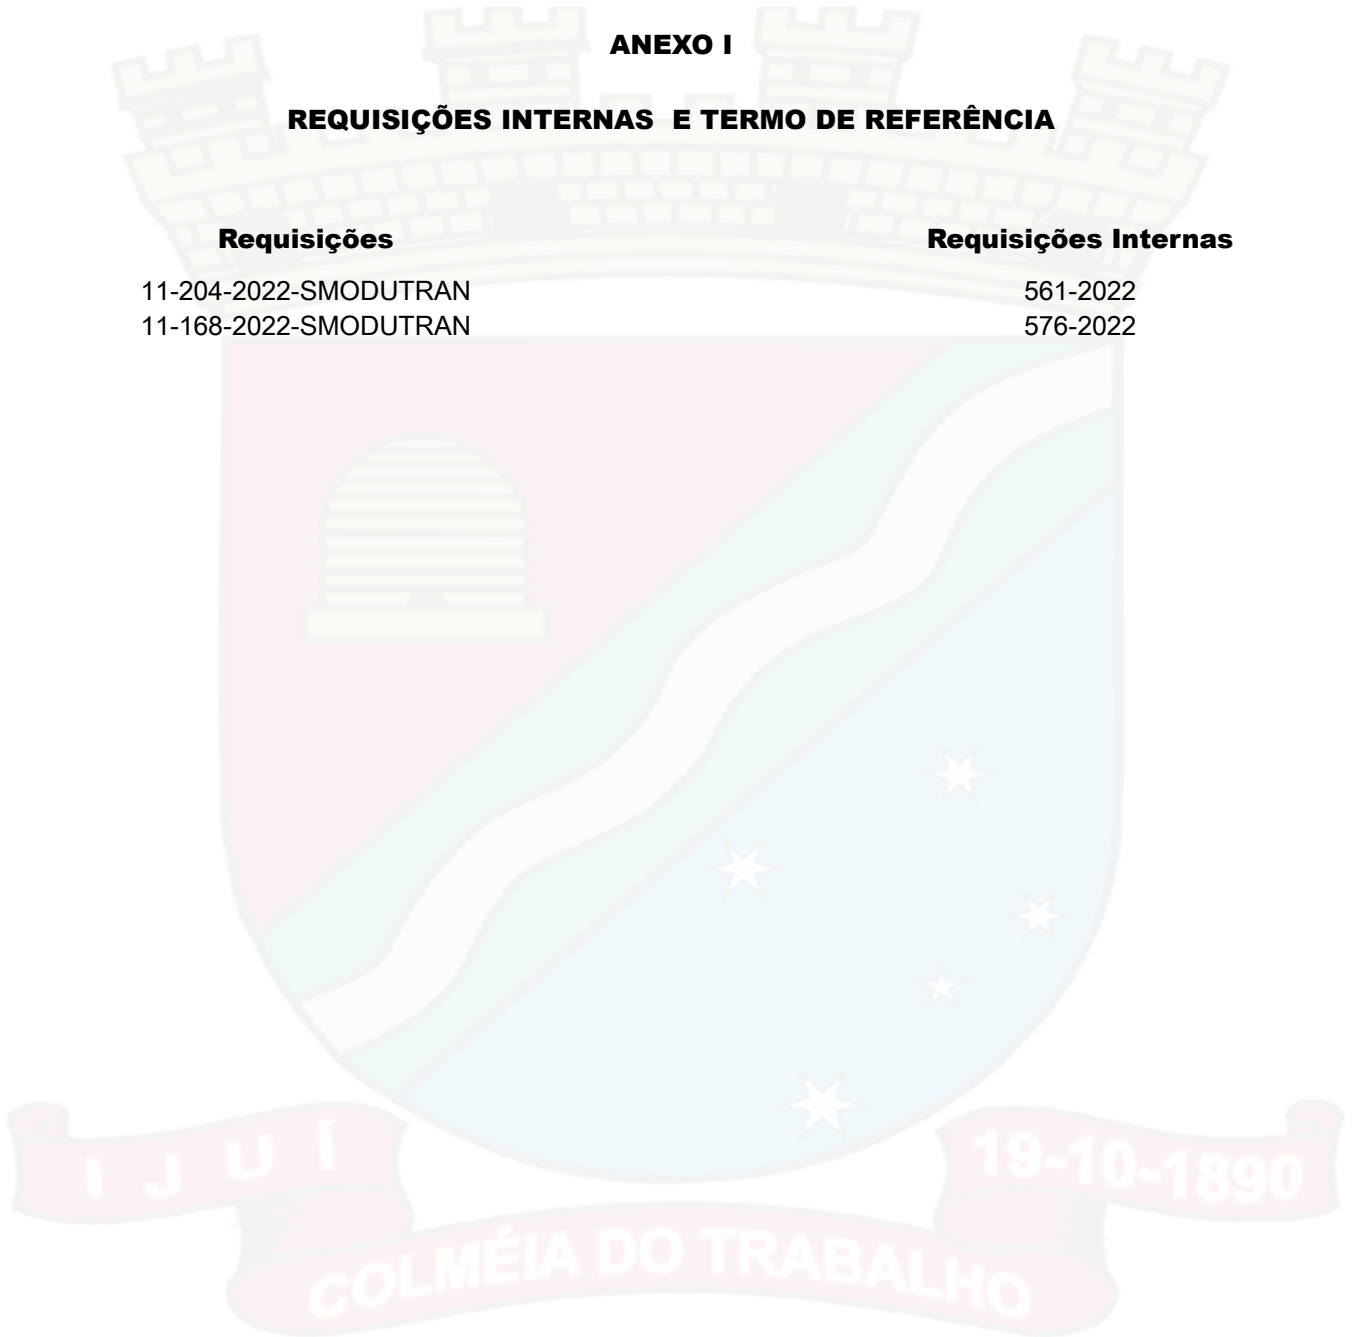 ANEXO I
REQUISIÇÕES INTERNAS E TERMO DE REFERÊNCIA
Requisições Requisições Internas
11-204-2022-SMODUTRAN 561-2022
11-168-2022-SMODUTRAN 576-2022
IJUÍ 19-10-1890
COLMÉIA DO TRABALHO